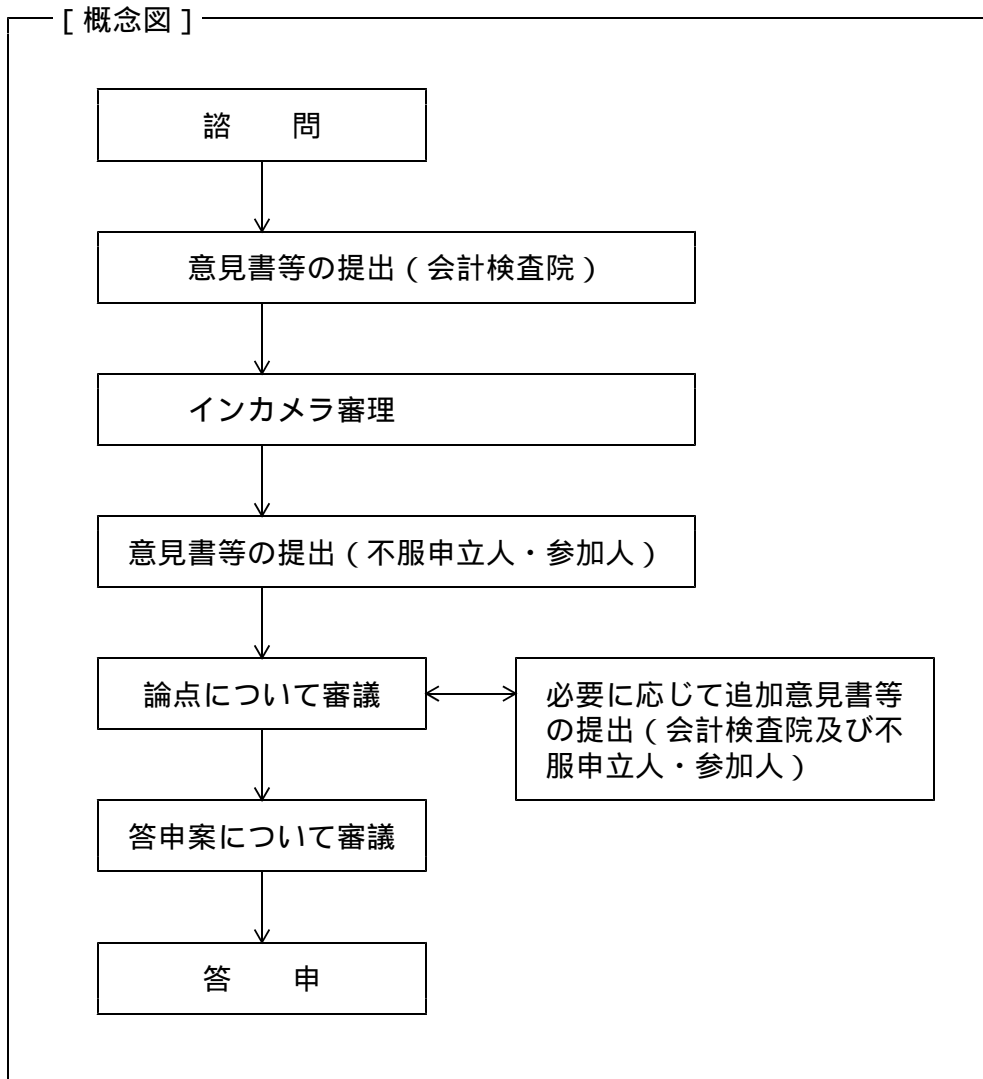 [ 概念図 ]
諮　　問
意見書等の提出（会計検査院）
インカメラ審理
意見書等の提出（不服申立人・参加人）
論点について審議
必要に応じて追加意見書等
の提出（会計検査院及び不
服申立人・参加人）
答申案について審議
答　　申